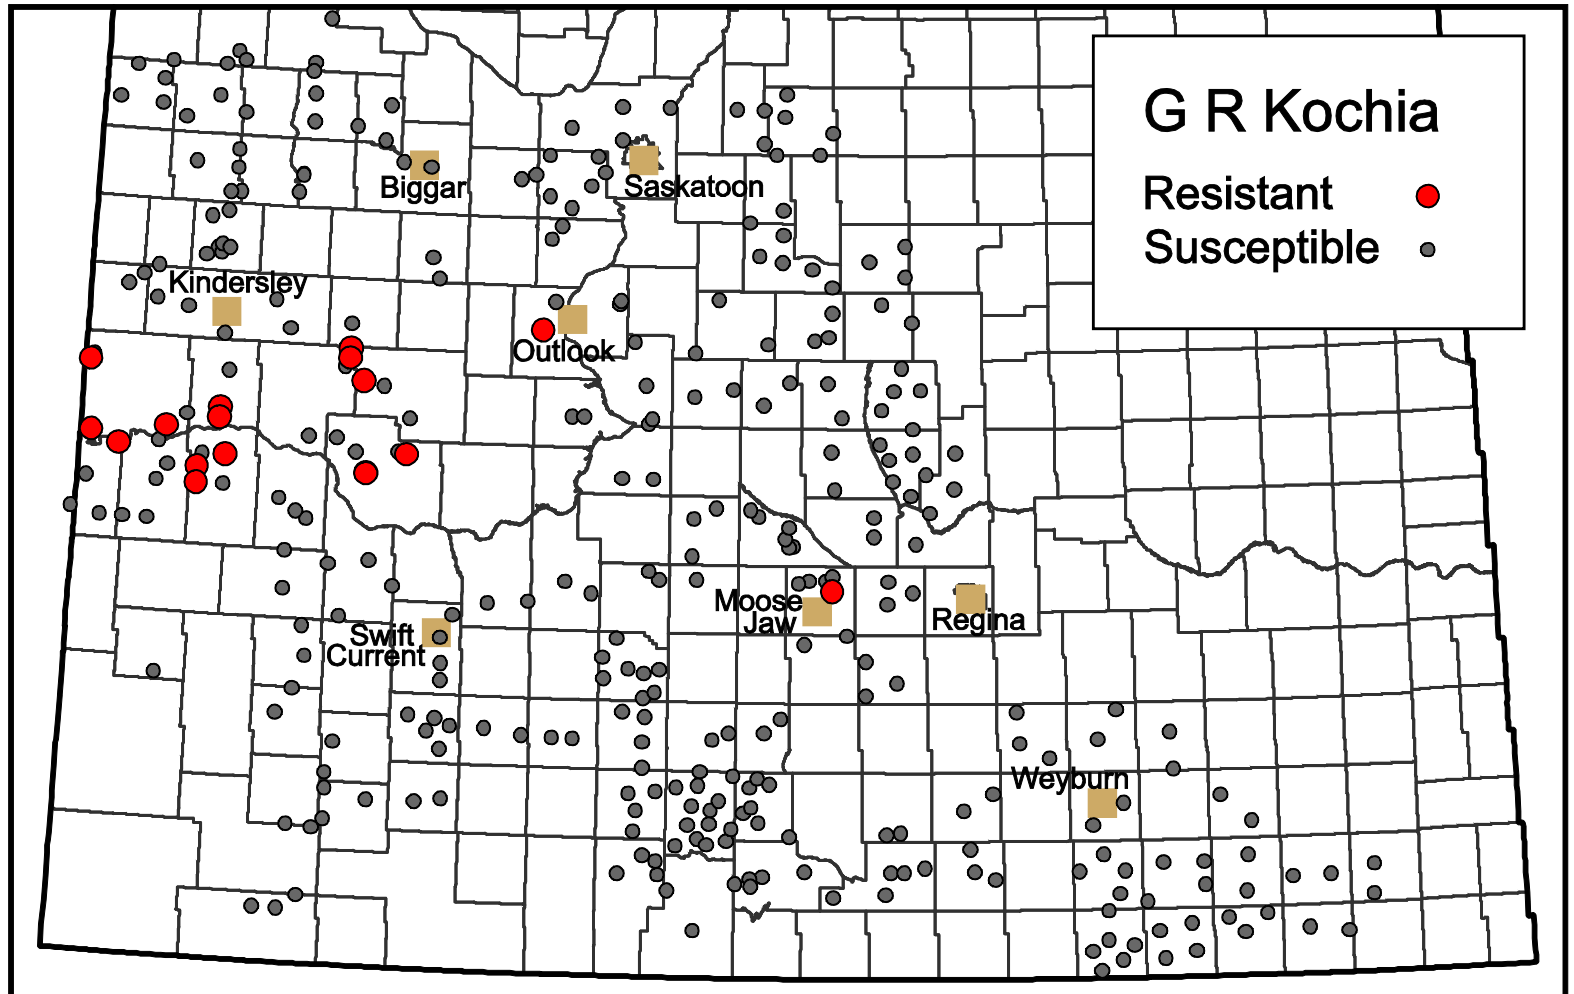 G R Kochia
Resistant
Susceptible
Biggar
Saskatoon
Kindersley
Outlook
Moose
Jaw
Regina
Swift
Current
Weyburn